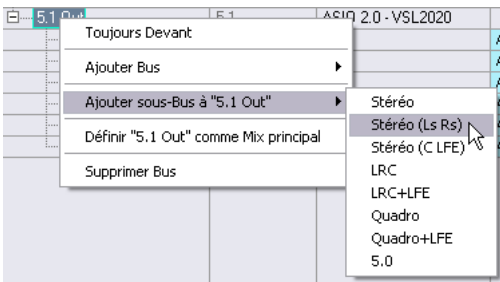 5.1 Out 5.1 ASIO 2.0 - VSL2020
Toujours Devant
Ajouter Bus
Ajouter sous-Bus à "5.1 Out"
Définir "5.1 Out" comme Mix principal
Supprimer Bus
Stéréo
Stéréo (Ls Rs)
Stéréo (C LFE)
LRC
LRC+LFE
Quadro
Quadro+LFE
5.0